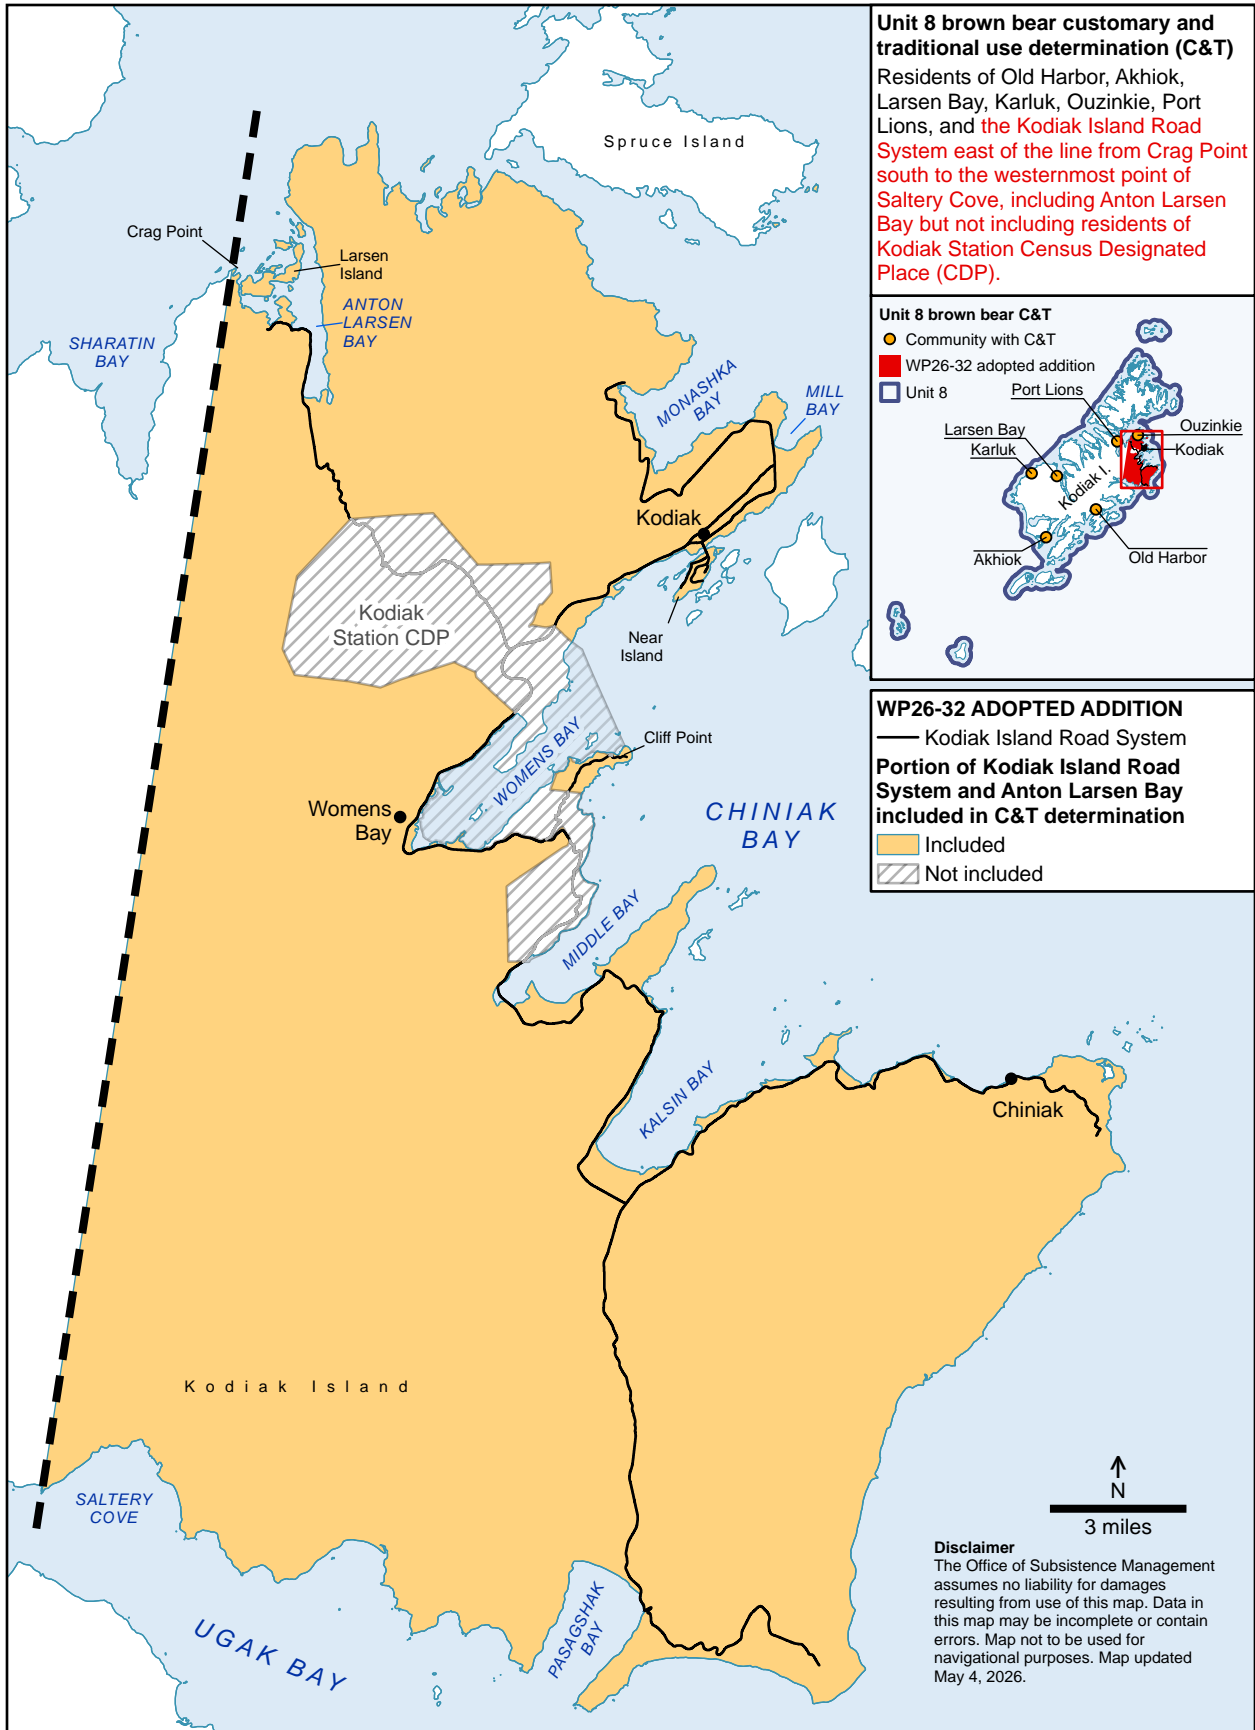 Unit 8 brown bear customary and
traditional use determination (C&T)
Residents of Old Harbor, Akhiok,
Larsen Bay, Karluk, Ouzinkie, Port
Lions, and the Kodiak Island Road
System east of the line from Crag Point
south to the westernmost point of
Saltery Cove, including Anton Larsen
Bay but not including residents of
Kodiak Station Census Designated
Place (CDP).
Unit 8 brown bear C&T
Community with C&T
WP26-32 adopted addition
Unit 8
Port Lions
Ouzinkie
Larsen Bay
Kodiak
Karluk
Kodiak I.
Akhiok
Old Harbor
WP26-32 ADOPTED ADDITION
Kodiak Island Road System
Portion of Kodiak Island Road
System and Anton Larsen Bay
included in C&T determination
Included
Not included
Spruce Island
Crag Point
Larsen
Island
ANTON
LARSEN
BAY
SHARATIN
BAY
MONASHKA
BAY
MILL
BAY
Kodiak
Kodiak
Station CDP
Near
Island
WOMENS BAY
Cliff Point
Womens
Bay
CHINIAK
BAY
MIDDLE BAY
KALSIN BAY
Chiniak
Kodiak Island
SALTERY
COVE
UGAK BAY
PASAGSHAK
BAY
N
3 miles
Disclaimer
The Office of Subsistence Management
assumes no liability for damages
resulting from use of this map. Data in
this map may be incomplete or contain
errors. Map not to be used for
navigational purposes. Map updated
May 4, 2026.